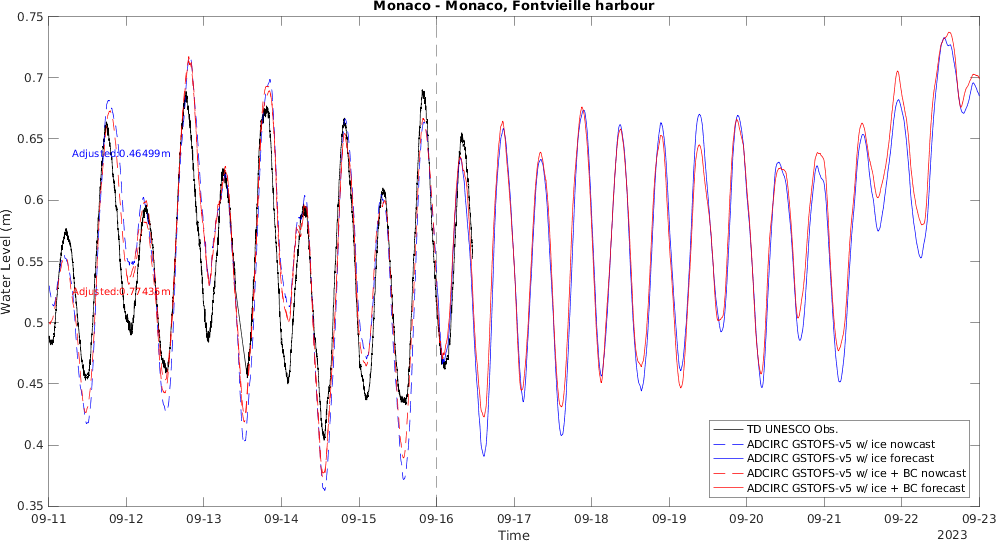 Monaco - Monaco, Fontvieille harbour
Water Level (m)
0.75
0.7
0.65
0.6
0.55
0.5
0.45
0.4
0.35
Adjusted:0.46499m
Adjusted:0.77436m
TD UNESCO Obs.
ADCIRC GSTOFS-v5 w/ ice nowcast
ADCIRC GSTOFS-v5 w/ ice forecast
ADCIRC GSTOFS-v5 w/ ice + BC nowcast
ADCIRC GSTOFS-v5 w/ ice + BC forecast
09-11 09-12 09-13 09-14 09-15 09-16 09-17 09-18 09-19 09-20 09-21 09-22 09-23
Time
2023